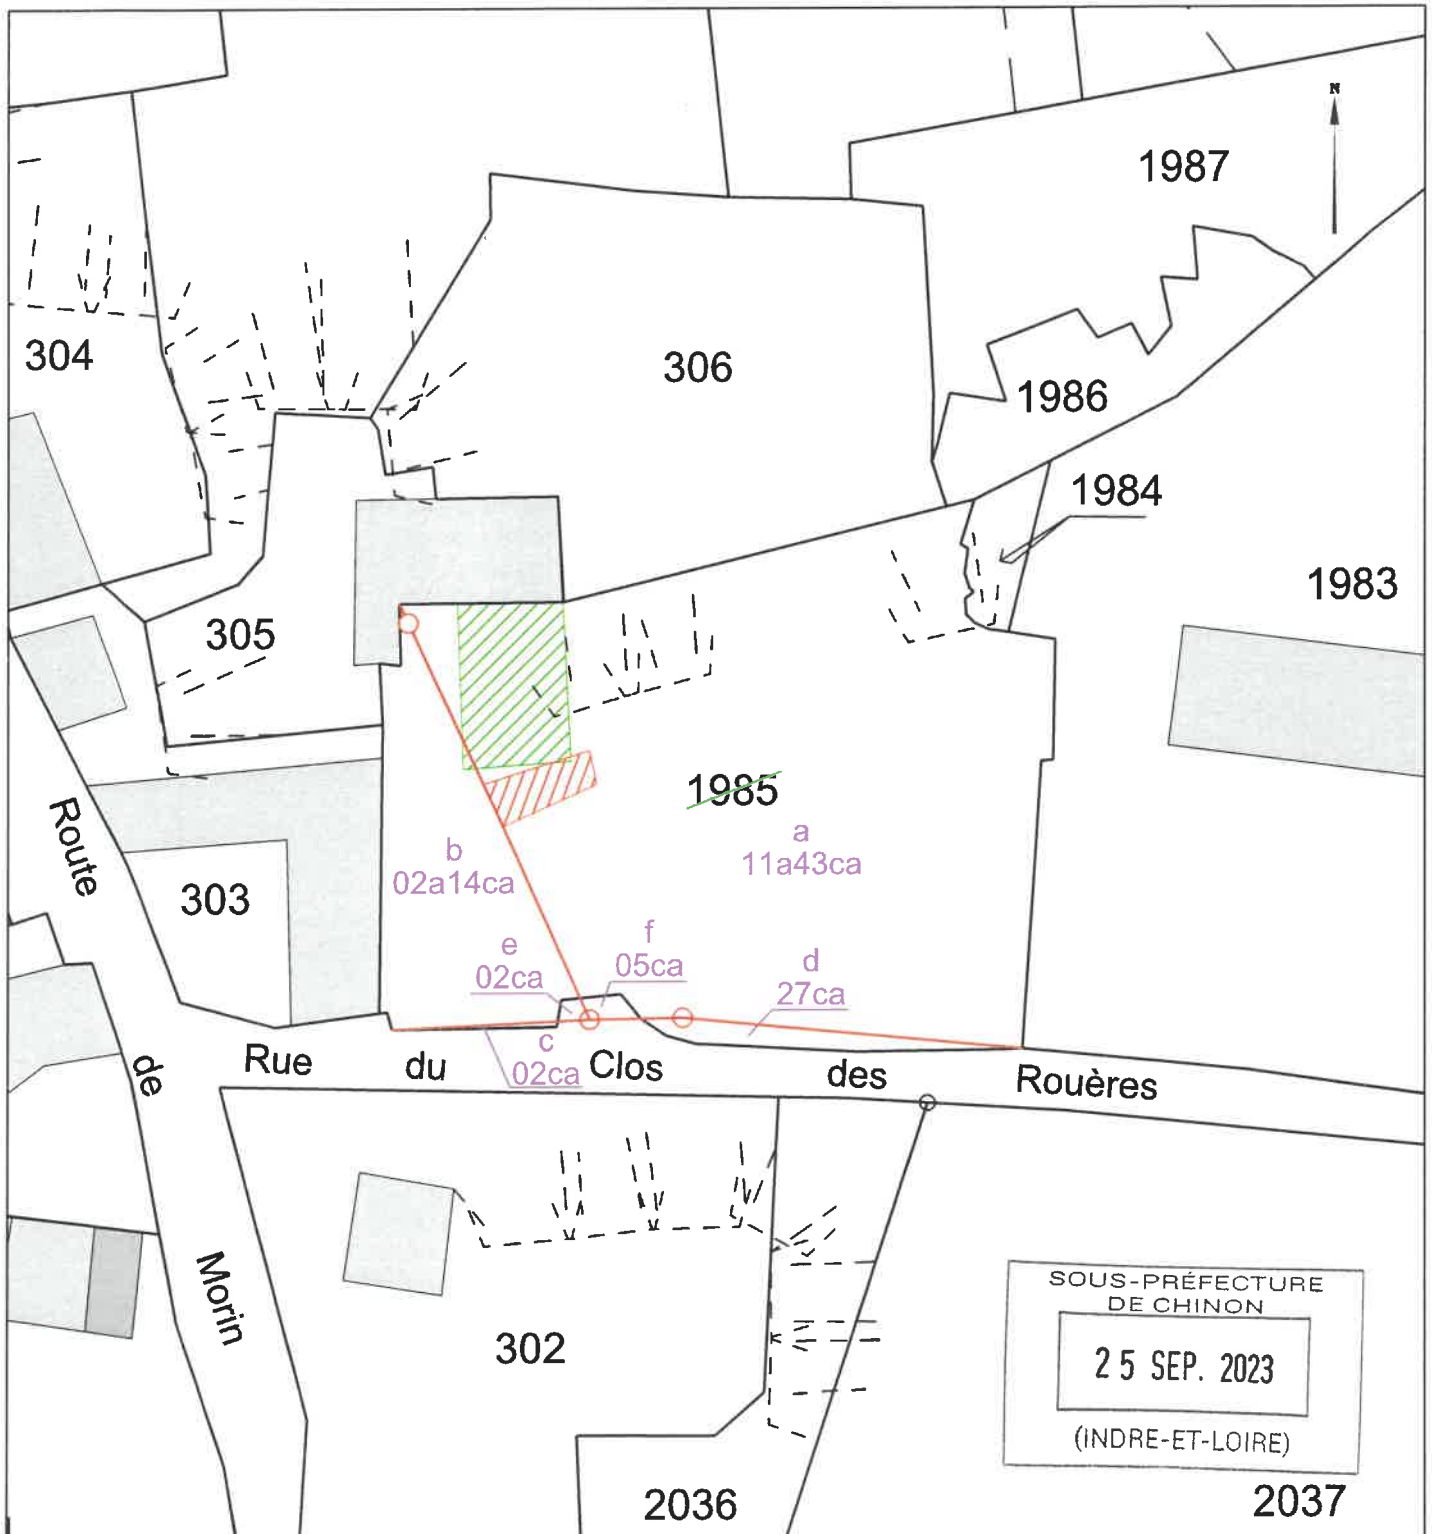 N
1987
304
306
1986
1984
1983
305
1985
a
11a43ca
b
02a14ca
303
Route
de
Morin
e
02ca
f
05ca
d
27ca
c
02ca
Rue du Clos des Rouères
302
2036
SOUS-PRÉFECTURE
DE CHINON
25 SEP. 2023
(INDRE-ET-LOIRE)
2037